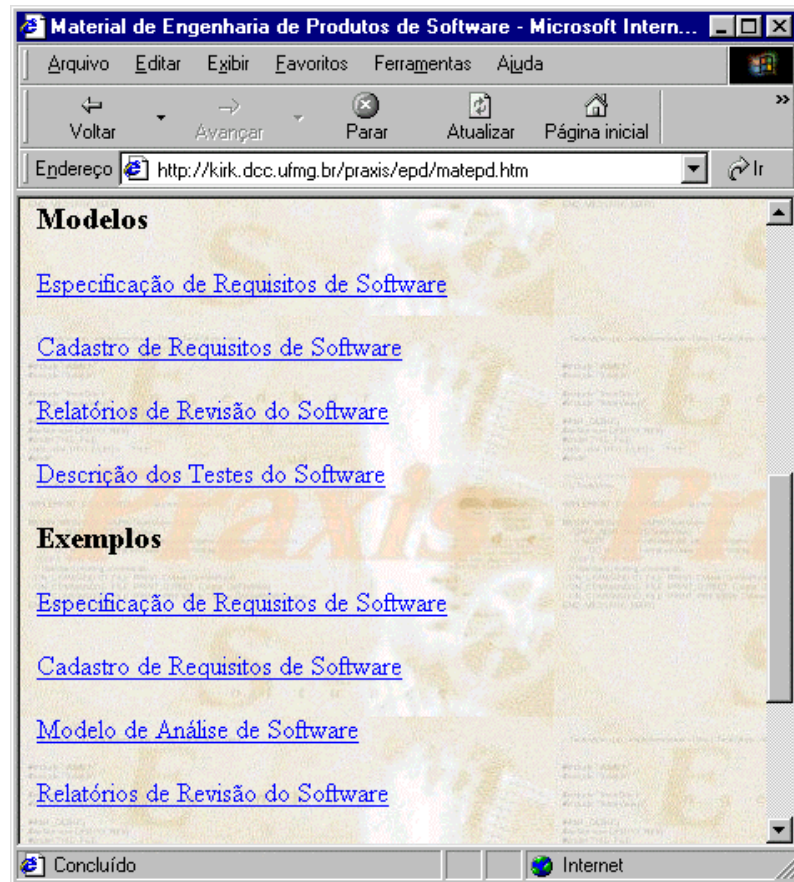 Material de Engenharia de Produtos de Software - Microsoft Intern...
Arquivo Editar Exibir Favoritos Ferramentas Ajuda
Voltar Avançar Parar Atualizar Página inicial »
Endereço http://kirk.dcc.ufmg.br/praxis/epd/matepd.htm Ir
Modelos
Especificação de Requisitos de Software
Cadastro de Requisitos de Software
Relatórios de Revisão do Software
Descrição dos Testes do Software
Praxis Pr
Exemplos
Especificação de Requisitos de Software
Cadastro de Requisitos de Software
Modelo de Análise de Software
Relatórios de Revisão do Software
Concluído Internet